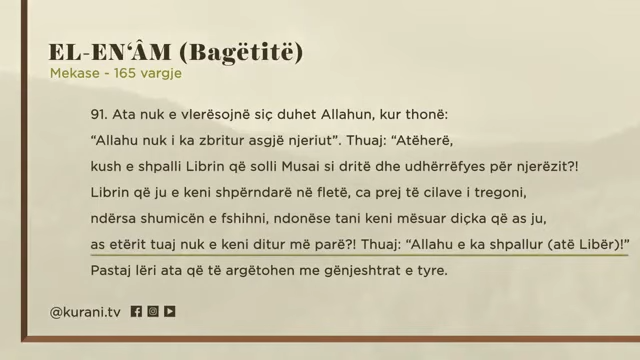 EL-EN‘ÂM (Bagëtitë)
Mekase - 165 vargje
91. Ata nuk e vlerësojnë siç duhet Allahun, kur thonë:
“Allahu nuk i ka zbritur asgjë njeriut”. Thuaj: “Atëherë,
kush e shpalli Librin që solli Musai si dritë dhe udhërrëfyes për njerëzit?!
Librin që ju e keni shpërndarë në fletë, ca prej të cilave i tregoni,
ndërsa shumicën e fshihni, ndonëse tani keni mësuar diçka që as ju,
as etërit tuaj nuk e keni ditur më parë?! Thuaj: “Allahu e ka shpallur (atë Libër)!”
Pastaj lëri ata që të argëtohen me gënjeshtrat e tyre.
@kurani.tv